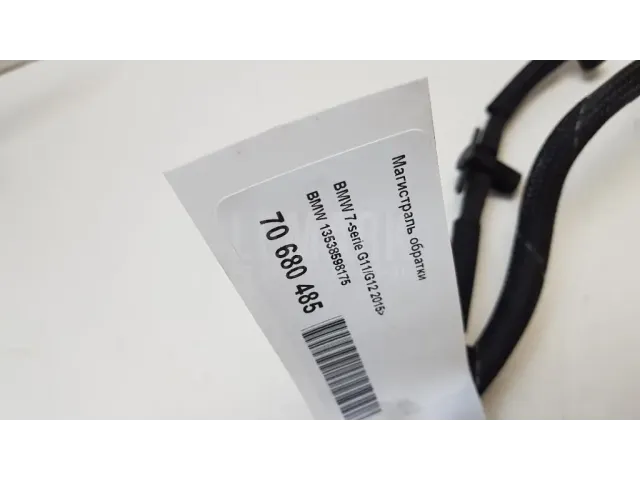 Магистраль обратки
BMW 7-serie G11/G12 2015>
BMW 13538598175
70 680 485